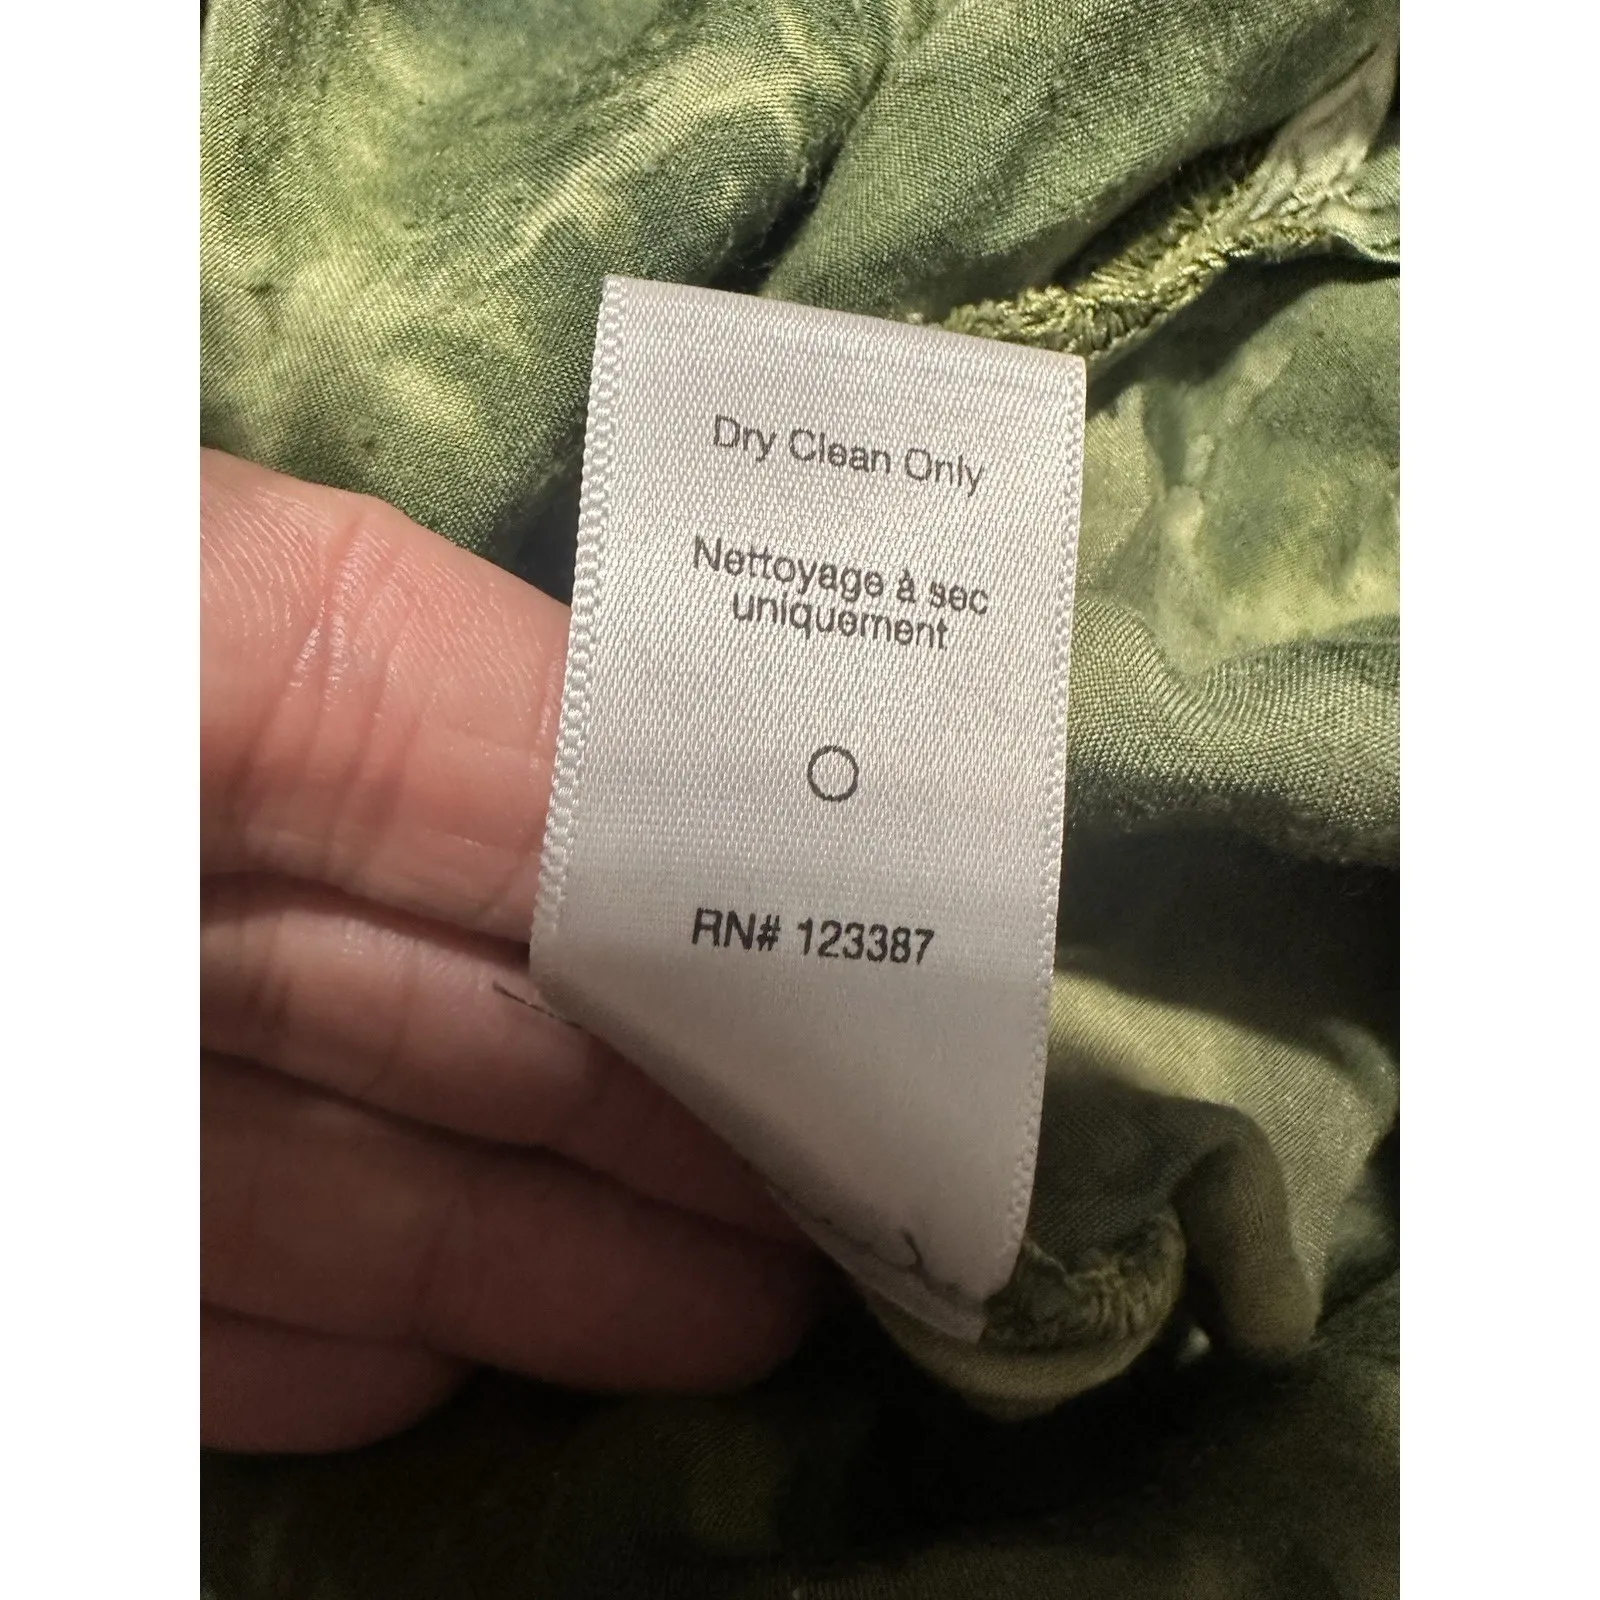 Dry Clean Only
Nettoyage à sec
uniquement
RN# 123387